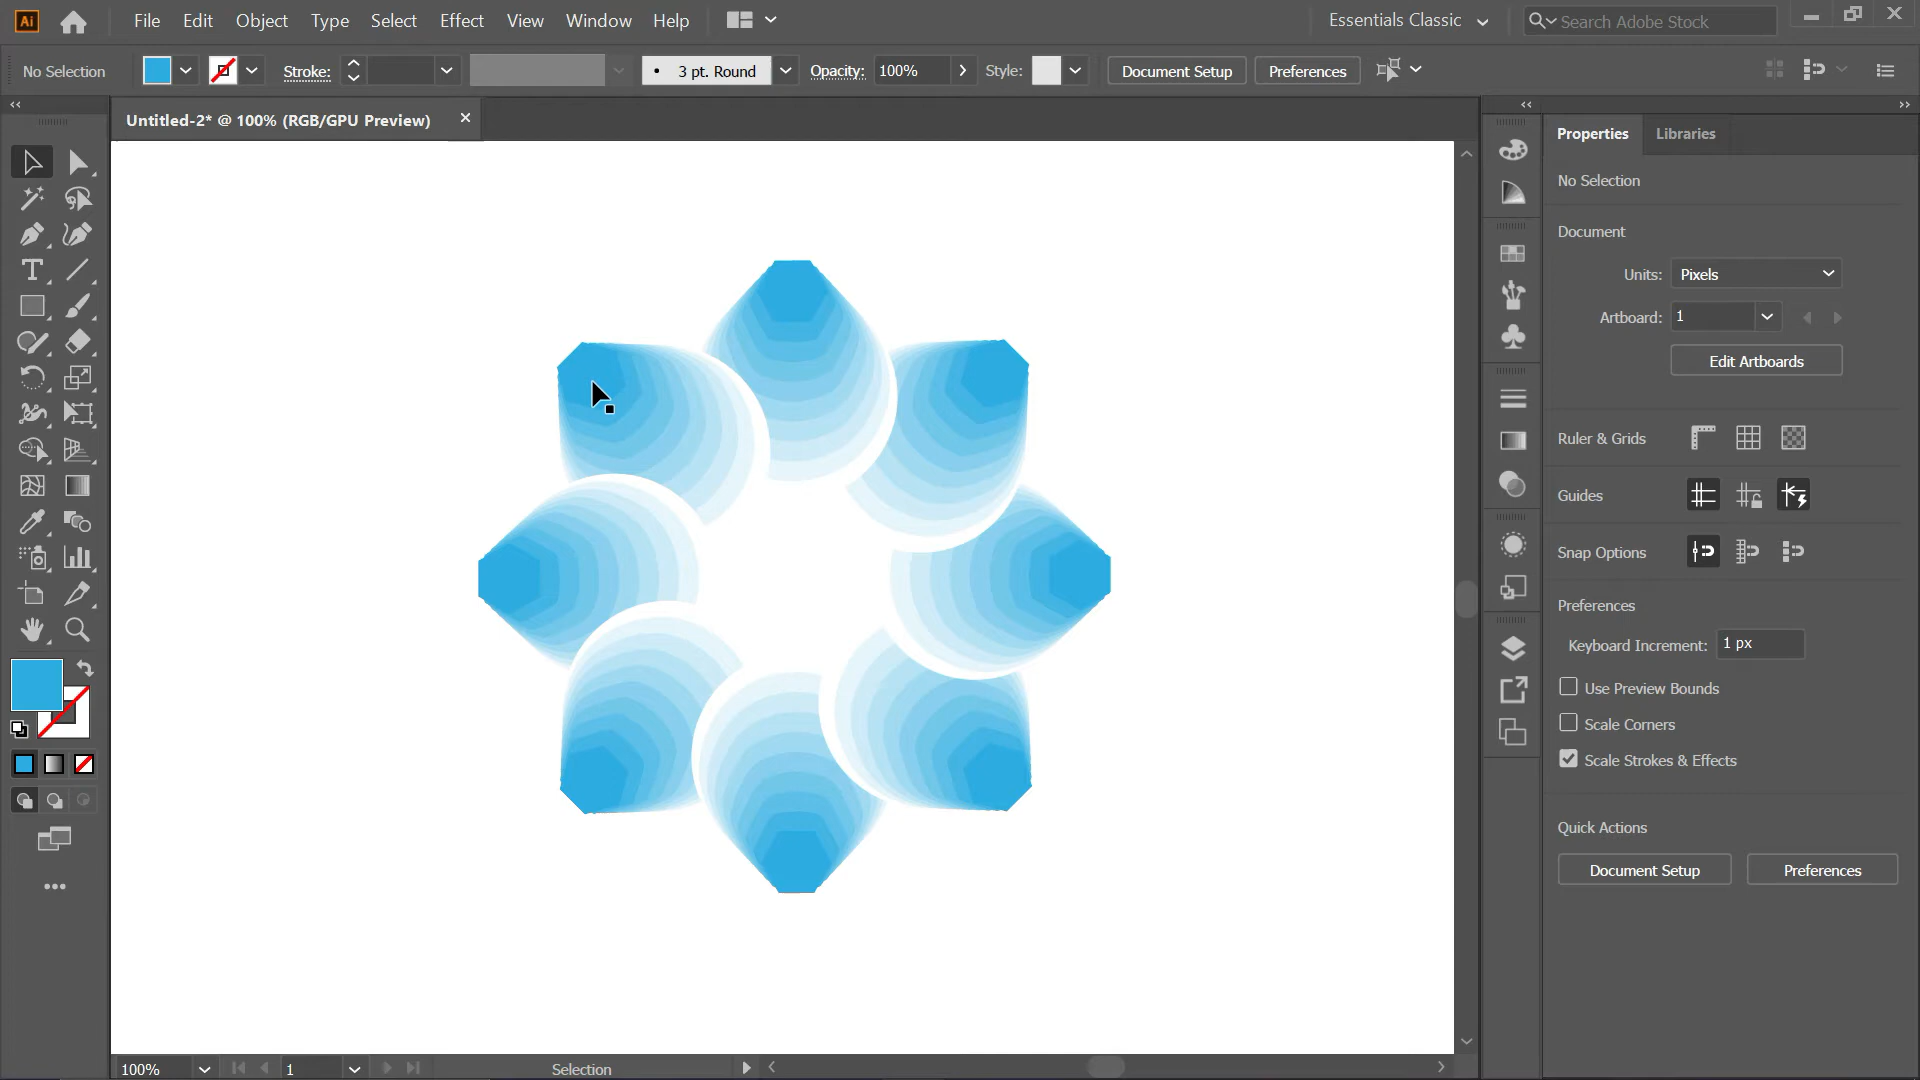 Ai File Edit Object Type Select Effect View Window Help Essentials Classic Search Adobe Stock
No Selection Stroke: 3 pt. Round Opacity: 100% Style: Document Setup Preferences
Untitled-2* @ 100% (RGB/GPU Preview)
Properties Libraries
No Selection
Document
Units: Pixels
Artboard: 1
Edit Artboards
Ruler & Grids
Guides
Snap Options
Preferences
Keyboard Increment: 1 px
Use Preview Bounds
Scale Corners
Scale Strokes & Effects
Quick Actions
Document Setup Preferences
100% 1 Selection